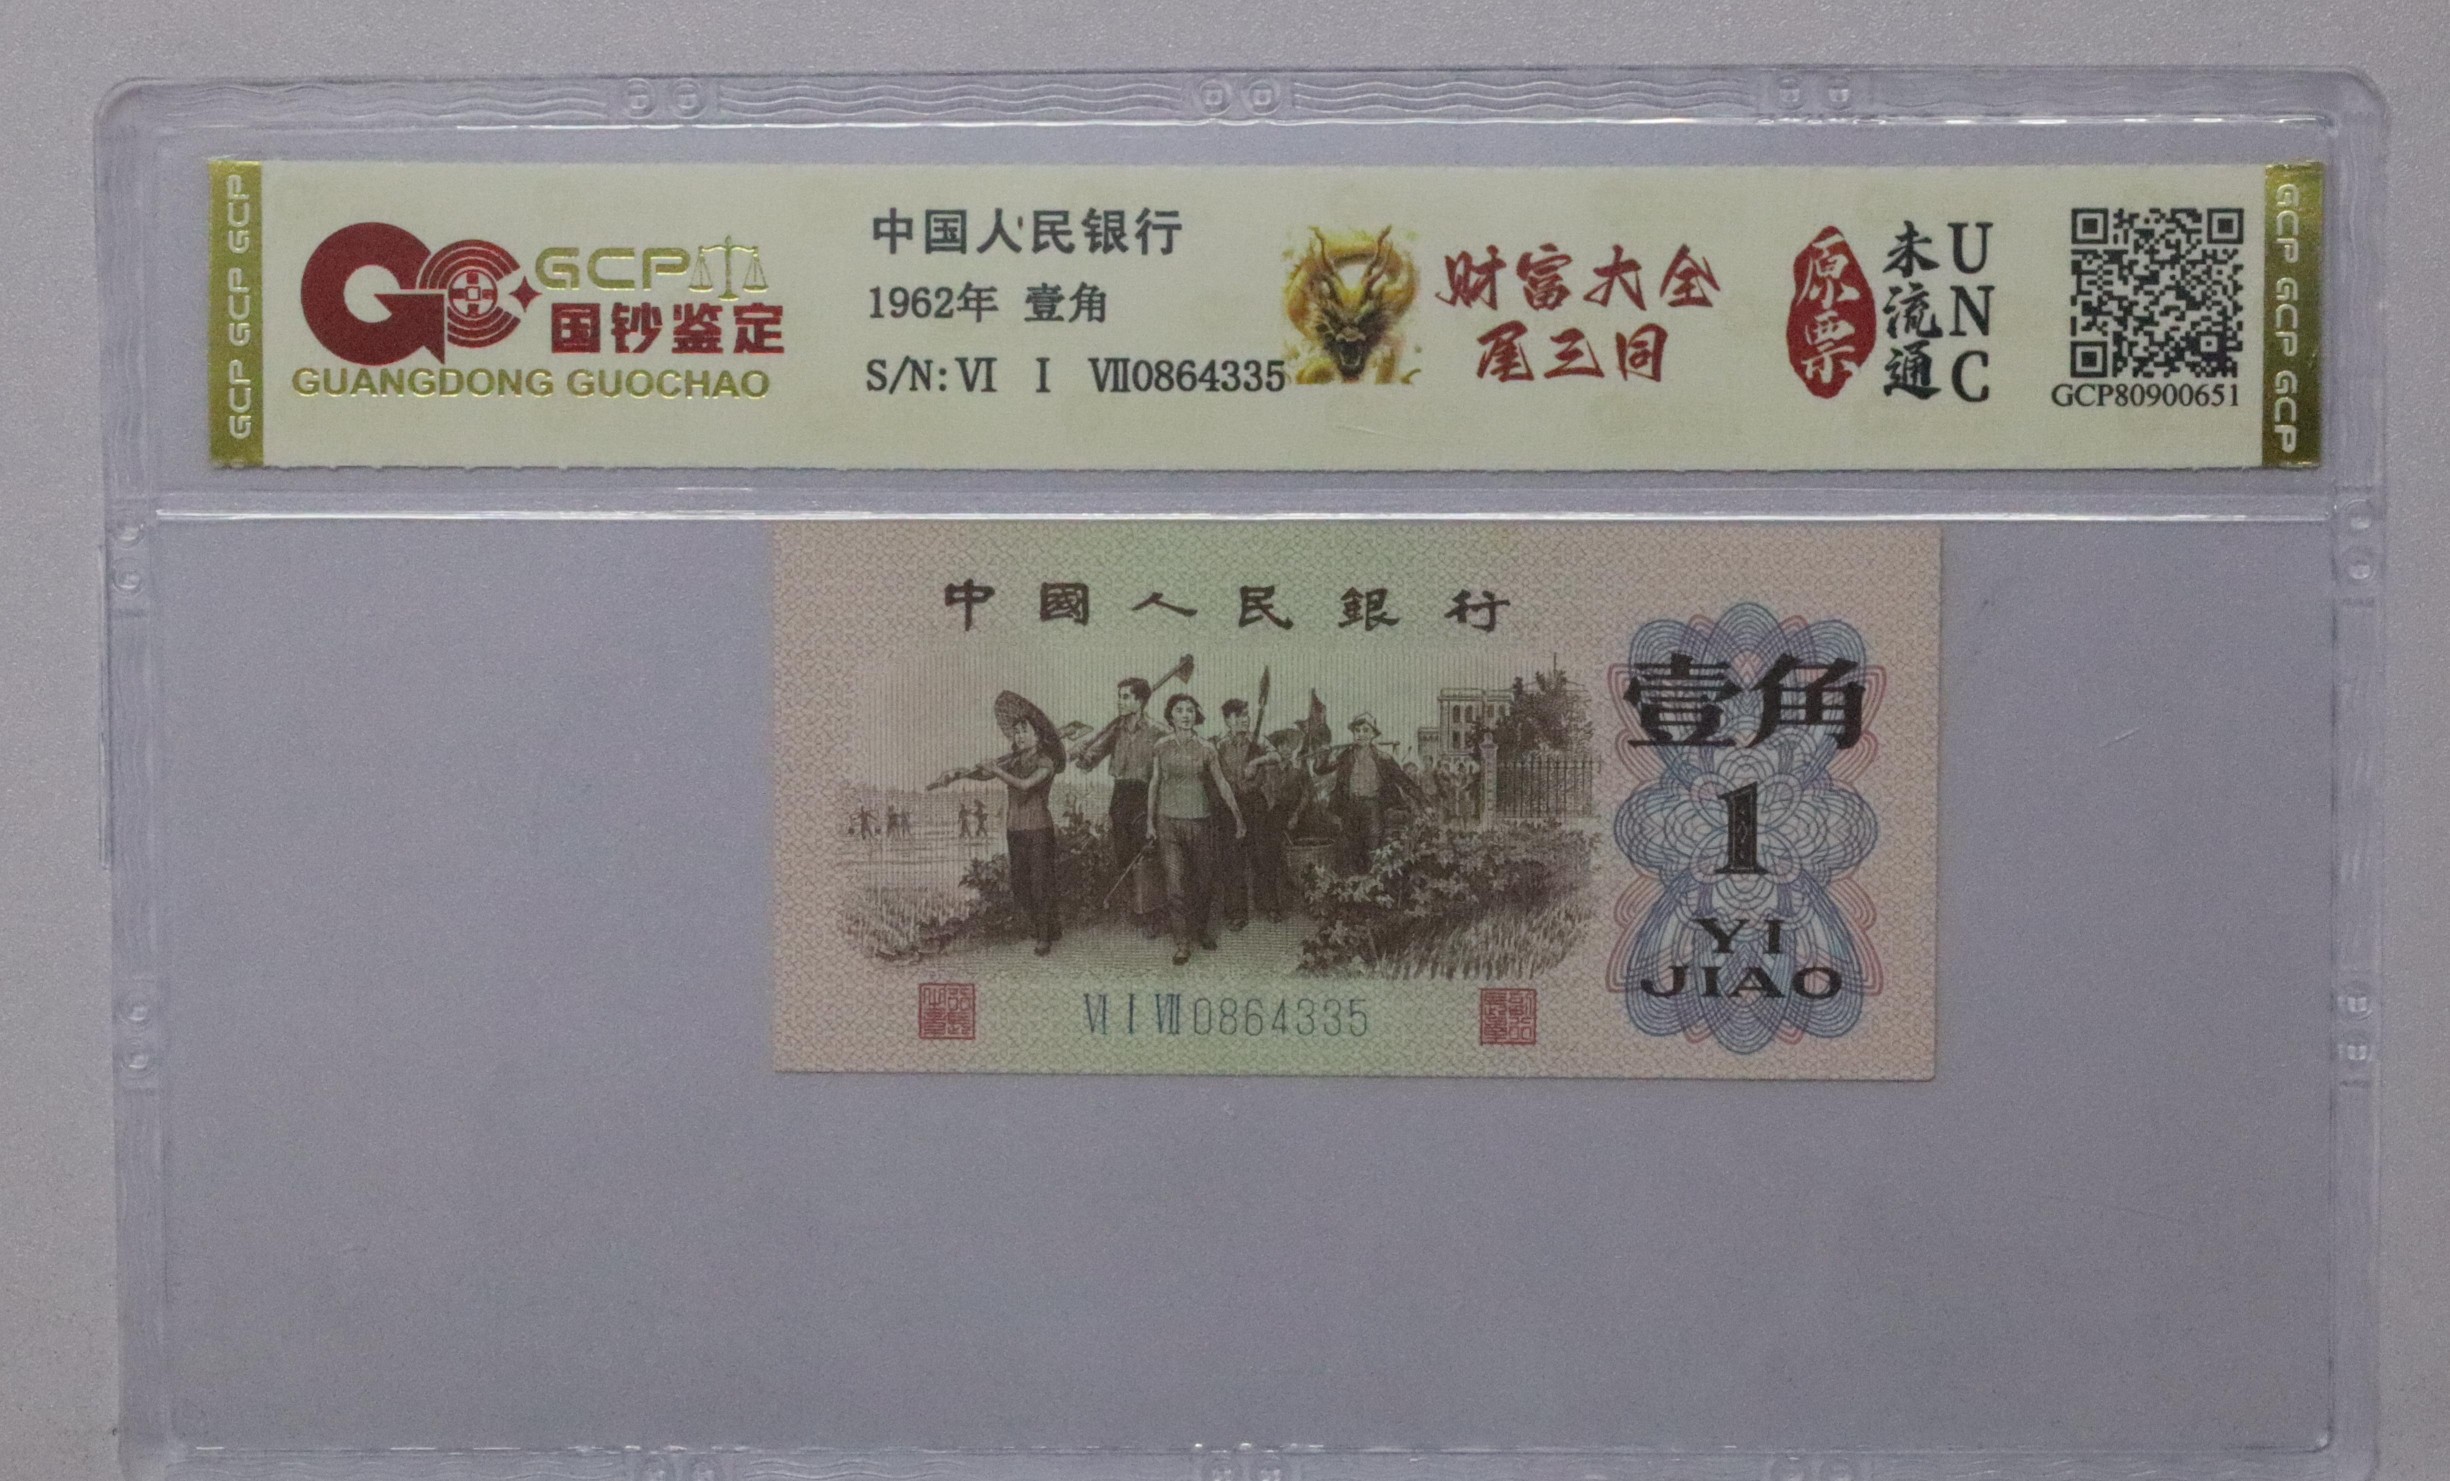 GCP GCP GCP
GCP
国钞鉴定
GUANGDONG GUOCHAO
中国人民银行
1962年 壹角
S/N: Ⅵ Ⅰ Ⅶ0864335
财富大全
尾三同
原票
未流通
UNC
GCP80900651
GCP GCP GCP
中國人民銀行
壹角
1
YI
JIAO
Ⅵ Ⅰ Ⅶ 0864335